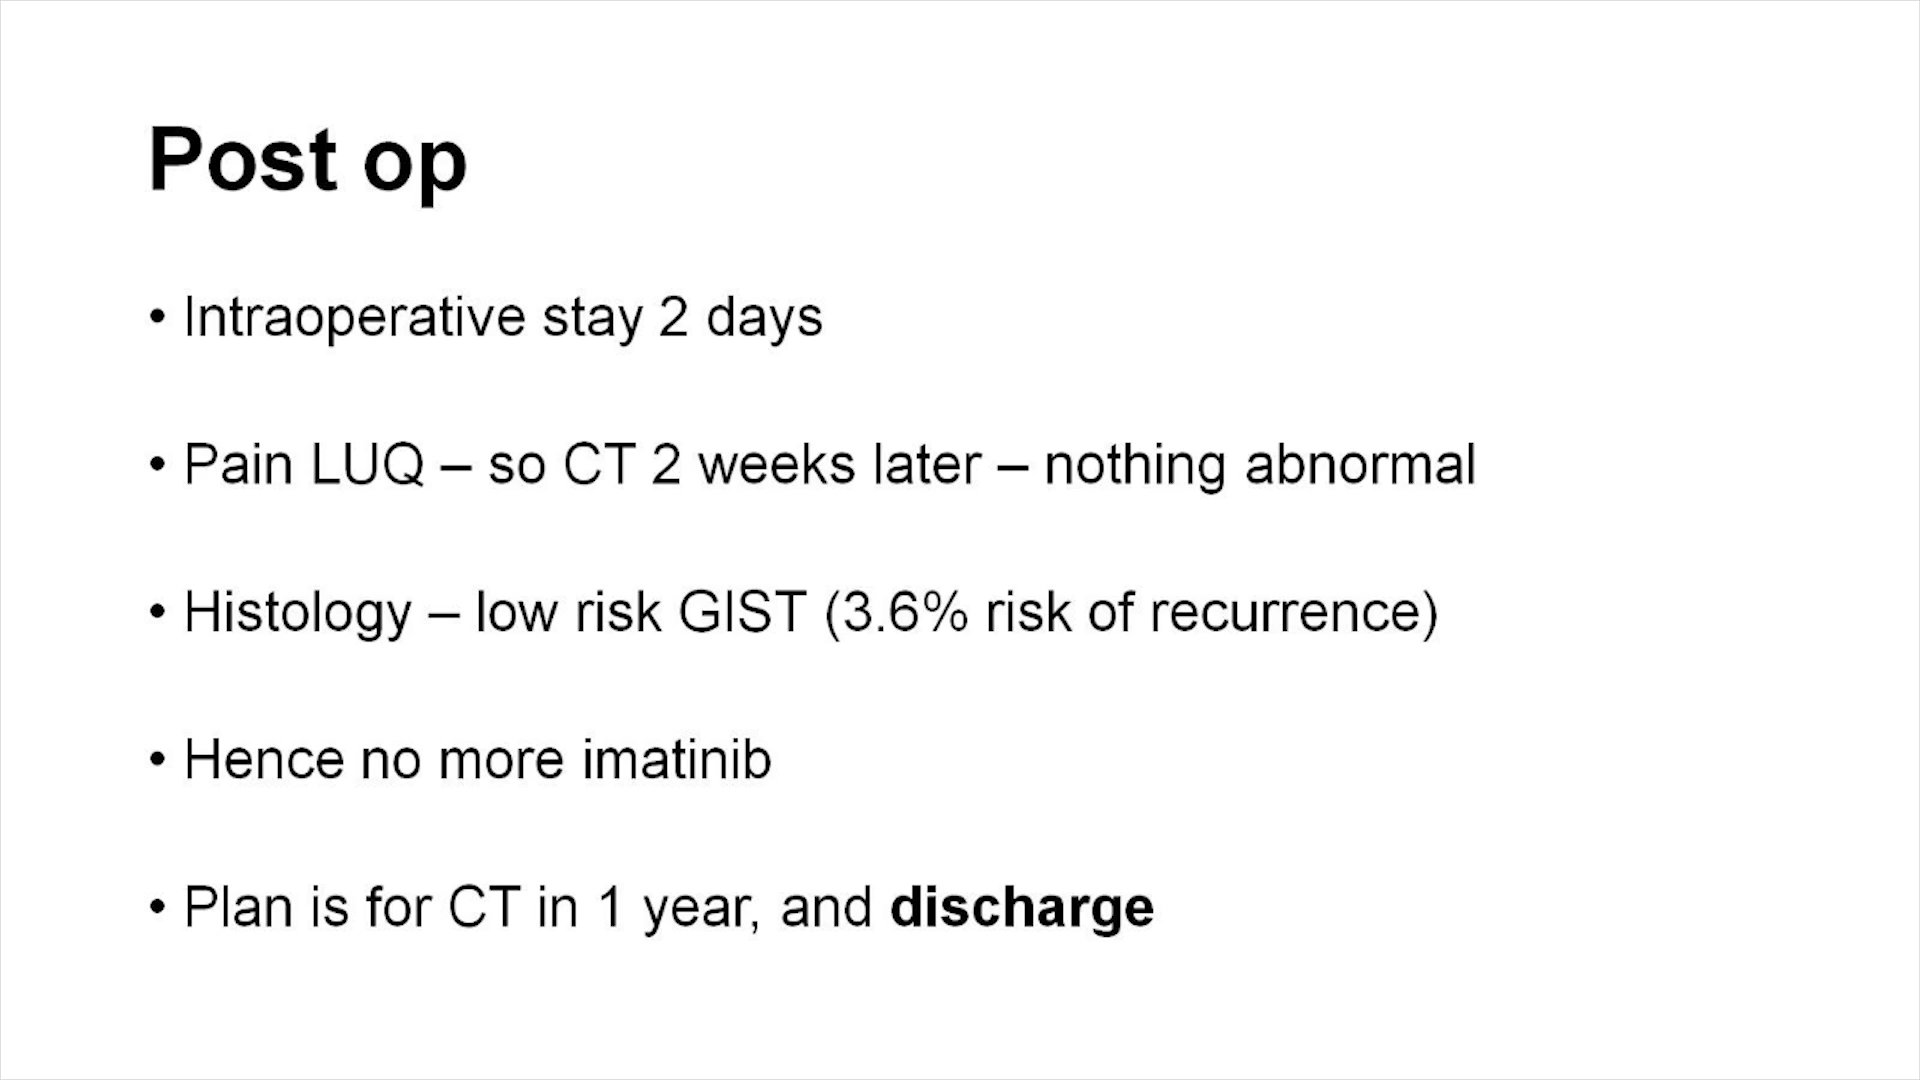 Post op
• Intraoperative stay 2 days
• Pain LUQ – so CT 2 weeks later – nothing abnormal
• Histology – low risk GIST (3.6% risk of recurrence)
• Hence no more imatinib
• Plan is for CT in 1 year, and discharge